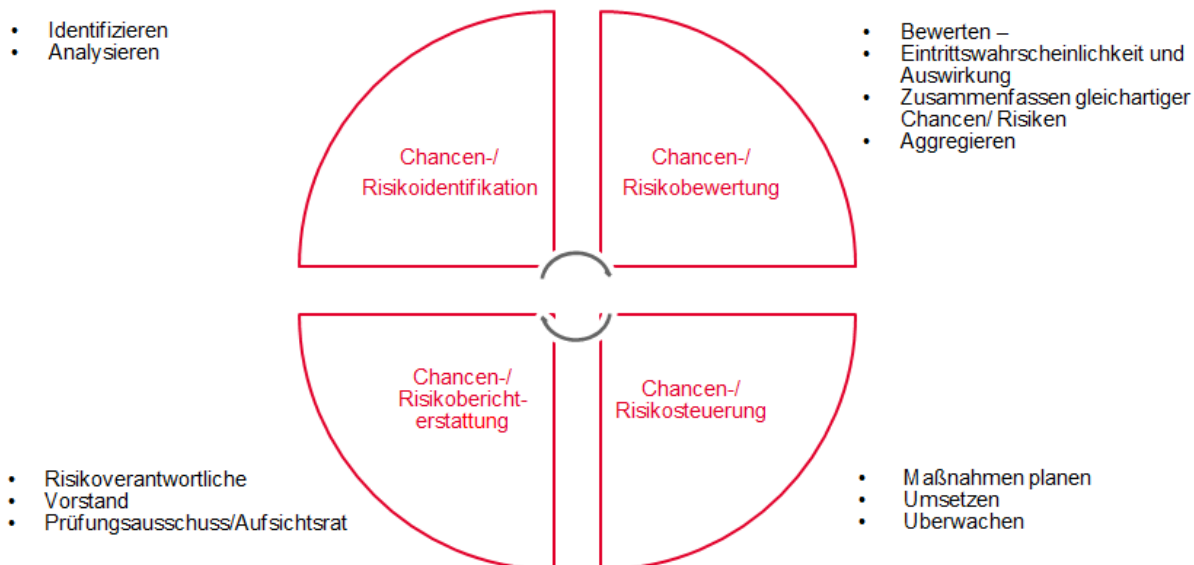 • Identifizieren
• Analysieren
• Bewerten –
• Eintrittswahrscheinlichkeit und
Auswirkung
• Zusammenfassen gleichartiger
Chancen/ Risiken
• Aggregieren
Chancen-/
Risikoidentifikation
Chancen-/
Risikobewertung
Chancen-/
Risikobericht-
erstattung
Chancen-/
Risikosteuerung
• Risikoverantwortliche
• Vorstand
• Prüfungsausschuss/Aufsichtsrat
• Maßnahmen planen
• Umsetzen
• Uberwachen